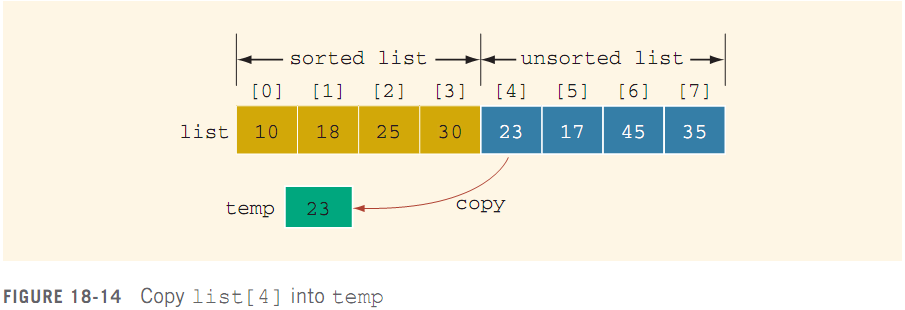 sorted list unsorted list
[0] [1] [2] [3] [4] [5] [6] [7]
list 10 18 25 30 23 17 45 35
temp 23 copy
FIGURE 18-14 Copy list[4] into temp